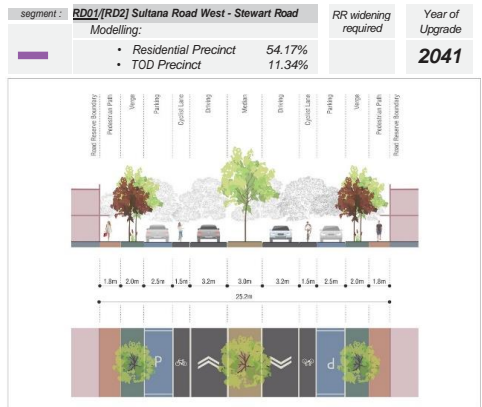 segment : RD01/[RD2] Sultana Road West - Stewart Road
Modelling:
• Residential Precinct 54.17%
• TOD Precinct 11.34%
RR widening required
Year of Upgrade
2041
Road Reserve Boundary
Pedestrian Path
Verge
Parking
Cyclist Lane
Driving
Median
Driving
Cyclist Lane
Parking
Verge
Pedestrian Path
Road Reserve Boundary
1.8m 2.0m 2.5m 1.5m 3.2m 3.0m 3.2m 1.5m 2.5m 2.0m 1.8m
25.2m
P
P